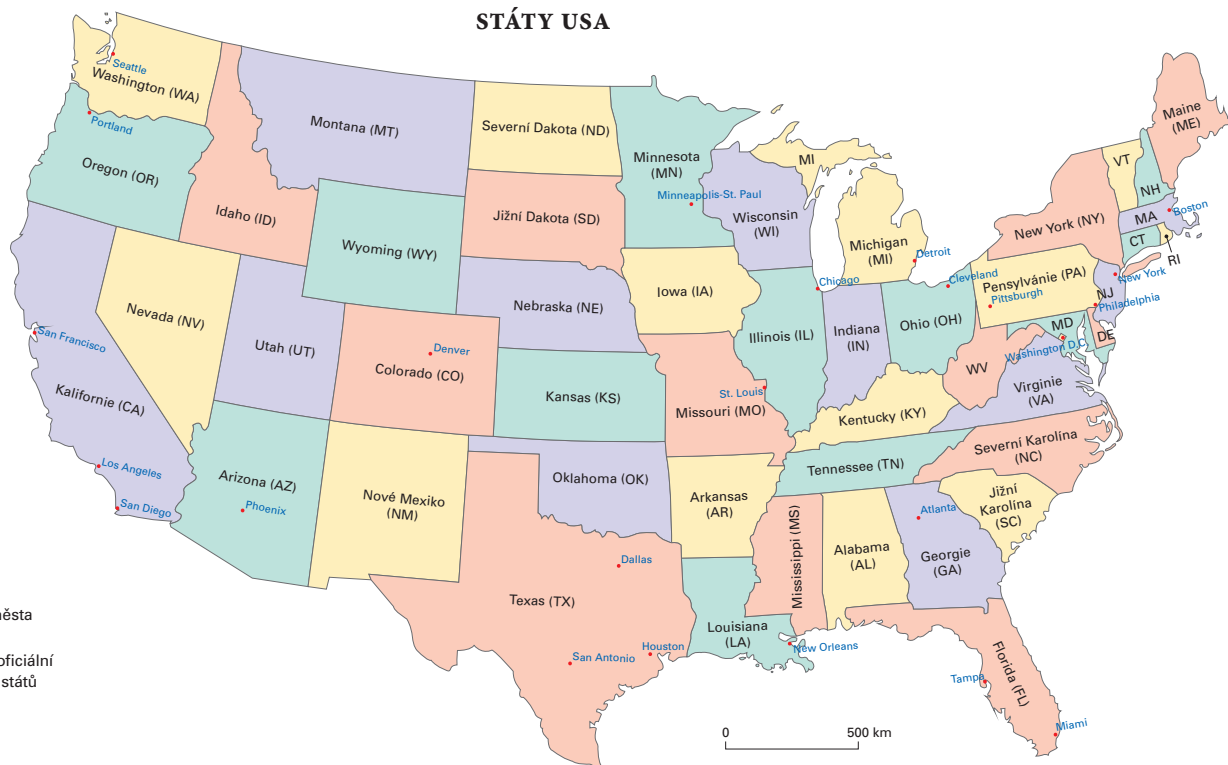 STÁTY USA
Seattle
Washington (WA)
Portland
Oregon (OR)
Idaho (ID)
Montana (MT)
Severní Dakota (ND)
Minnesota
(MN)
Minneapolis-St. Paul
Jižní Dakota (SD)
Wyoming (WY)
Wisconsin
(WI)
MI
Michigan
(MI)
Detroit
Maine
(ME)
VT
NH
MA
Boston
CT
RI
New York (NY)
New York
Pensylvánie (PA)
Pittsburgh
Philadelphia
NJ
Cleveland
Chicago
Iowa (IA)
Nebraska (NE)
Nevada (NV)
Utah (UT)
San Francisco
Kalifornie (CA)
Denver
Colorado (CO)
Kansas (KS)
St. Louis
Missouri (MO)
Illinois (IL)
Indiana
(IN)
Ohio (OH)
WV
MD
DE
Washington D.C.
Virginie
(VA)
Kentucky (KY)
Severní Karolína
(NC)
Tennessee (TN)
Los Angeles
San Diego
Arizona (AZ)
Phoenix
Nové Mexiko
(NM)
Oklahoma (OK)
Arkansas
(AR)
Jižní
Karolína
(SC)
Atlanta
Georgie
(GA)
Alabama
(AL)
Mississippi (MS)
Dallas
Texas (TX)
Houston
San Antonio
Louisiana
(LA)
New Orleans
Florida (FL)
Tampa
Miami
města
oficiální
států
0 500 km